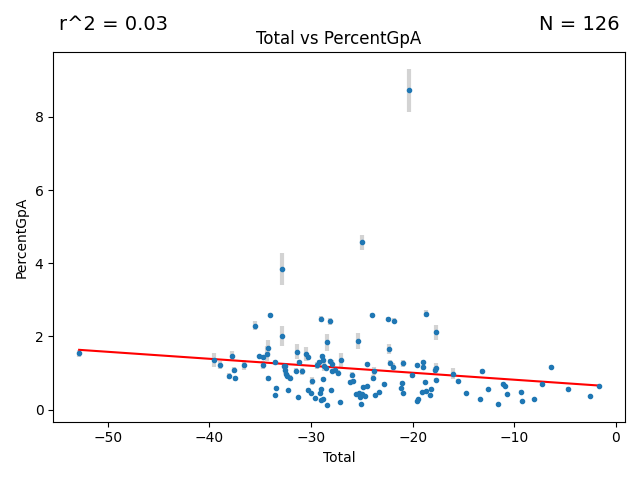 r^2 = 0.03
N = 126
Total vs PercentGpA
PercentGpA
8
6
4
2
0
−50
−40
−30
−20
−10
0
Total